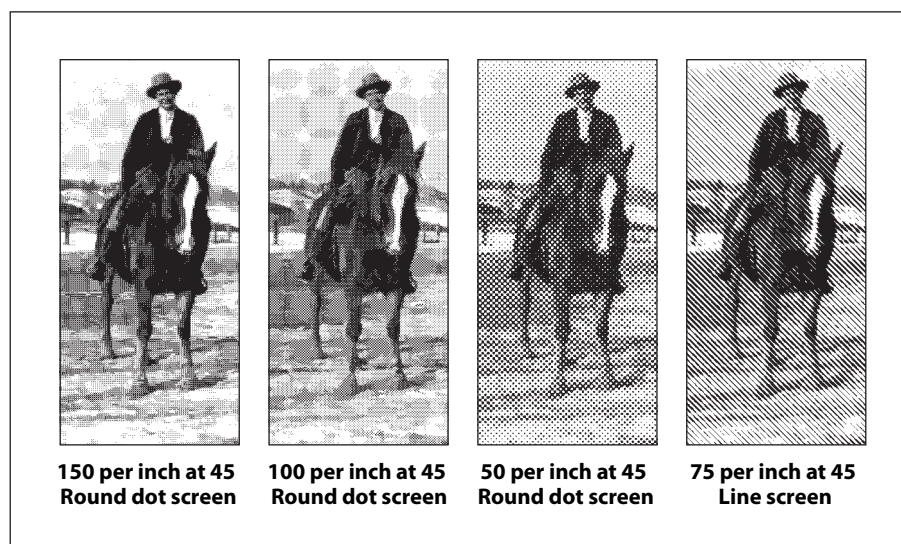 150 per inch at 45
Round dot screen
100 per inch at 45
Round dot screen
50 per inch at 45
Round dot screen
75 per inch at 45
Line screen